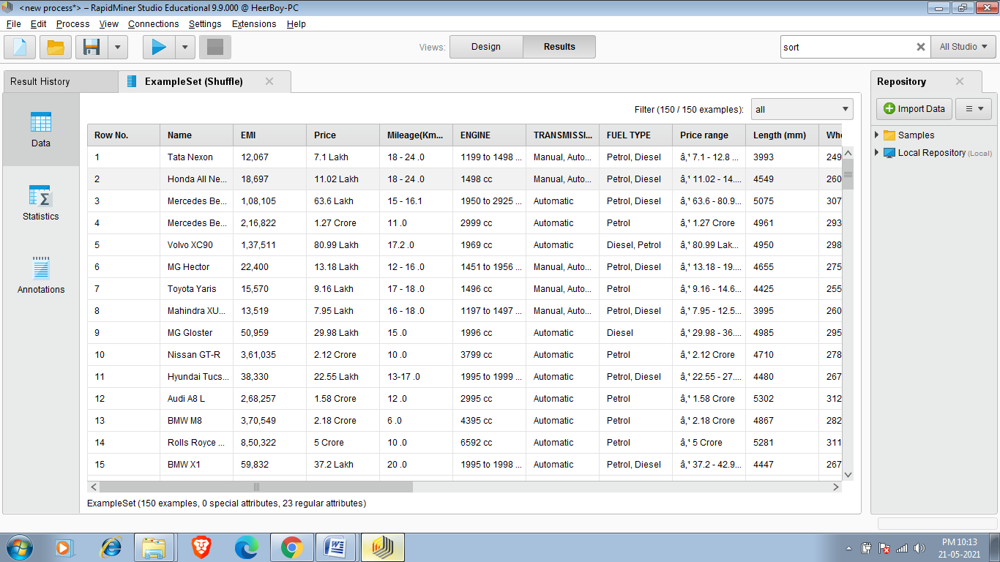 <new process*> – RapidMiner Studio Educational 9.9.000 @ HeerBoy-PC
File Edit Process View Connections Settings Extensions Help
Views: Design Results sort All Studio
Result History ExampleSet (Shuffle) Repository
Filter (150 / 150 examples): all Import Data
Data
Statistics
Annotations
Samples
Local Repository (Local)
Row No. Name EMI Price Mileage(Km... ENGINE TRANSMISSI... FUEL TYPE Price range Length (mm) Whe
1 Tata Nexon 12,067 7.1 Lakh 18 - 24 .0 1199 to 1498 ... Manual, Auto... Petrol, Diesel â‚¹ 7.1 - 12.8 ... 3993 249
2 Honda All Ne... 18,697 11.02 Lakh 18 - 24 .0 1498 cc Manual, Auto... Petrol, Diesel â‚¹ 11.02 - 14.... 4549 260
3 Mercedes Be... 1,08,105 63.6 Lakh 15 - 16.1 1950 to 2925 ... Automatic Petrol, Diesel â‚¹ 63.6 - 80.9... 5075 307
4 Mercedes Be... 2,16,822 1.27 Crore 11 .0 2999 cc Automatic Petrol â‚¹ 1.27 Crore 4961 293
5 Volvo XC90 1,37,511 80.99 Lakh 17.2 .0 1969 cc Automatic Diesel, Petrol â‚¹ 80.99 Lak... 4950 298
6 MG Hector 22,400 13.18 Lakh 12 - 16 .0 1451 to 1956 ... Manual, Auto... Petrol, Diesel â‚¹ 13.18 - 19.... 4655 275
7 Toyota Yaris 15,570 9.16 Lakh 17 - 18 .0 1496 cc Manual, Auto... Petrol â‚¹ 9.16 - 14.6... 4425 255
8 Mahindra XU... 13,519 7.95 Lakh 16 - 18 .0 1197 to 1497 ... Manual, Auto... Petrol, Diesel â‚¹ 7.95 - 12.5... 3995 260
9 MG Gloster 50,959 29.98 Lakh 15 .0 1996 cc Automatic Diesel â‚¹ 29.98 - 36.... 4985 295
10 Nissan GT-R 3,61,035 2.12 Crore 10 .0 3799 cc Automatic Petrol â‚¹ 2.12 Crore 4710 278
11 Hyundai Tucs... 38,330 22.55 Lakh 13-17 .0 1995 to 1999 ... Automatic Petrol, Diesel â‚¹ 22.55 - 27.... 4480 267
12 Audi A8 L 2,68,257 1.58 Crore 12 .0 2995 cc Automatic Petrol â‚¹ 1.58 Crore 5302 312
13 BMW M8 3,70,549 2.18 Crore 6 .0 4395 cc Automatic Petrol â‚¹ 2.18 Crore 4867 282
14 Rolls Royce ... 8,50,322 5 Crore 10 .0 6592 cc Automatic Petrol â‚¹ 5 Crore 5281 311
15 BMW X1 59,832 37.2 Lakh 20 .0 1995 to 1998 ... Automatic Petrol, Diesel â‚¹ 37.2 - 42.9... 4447 267
ExampleSet (150 examples, 0 special attributes, 23 regular attributes)
PM 10:13
21-05-2021